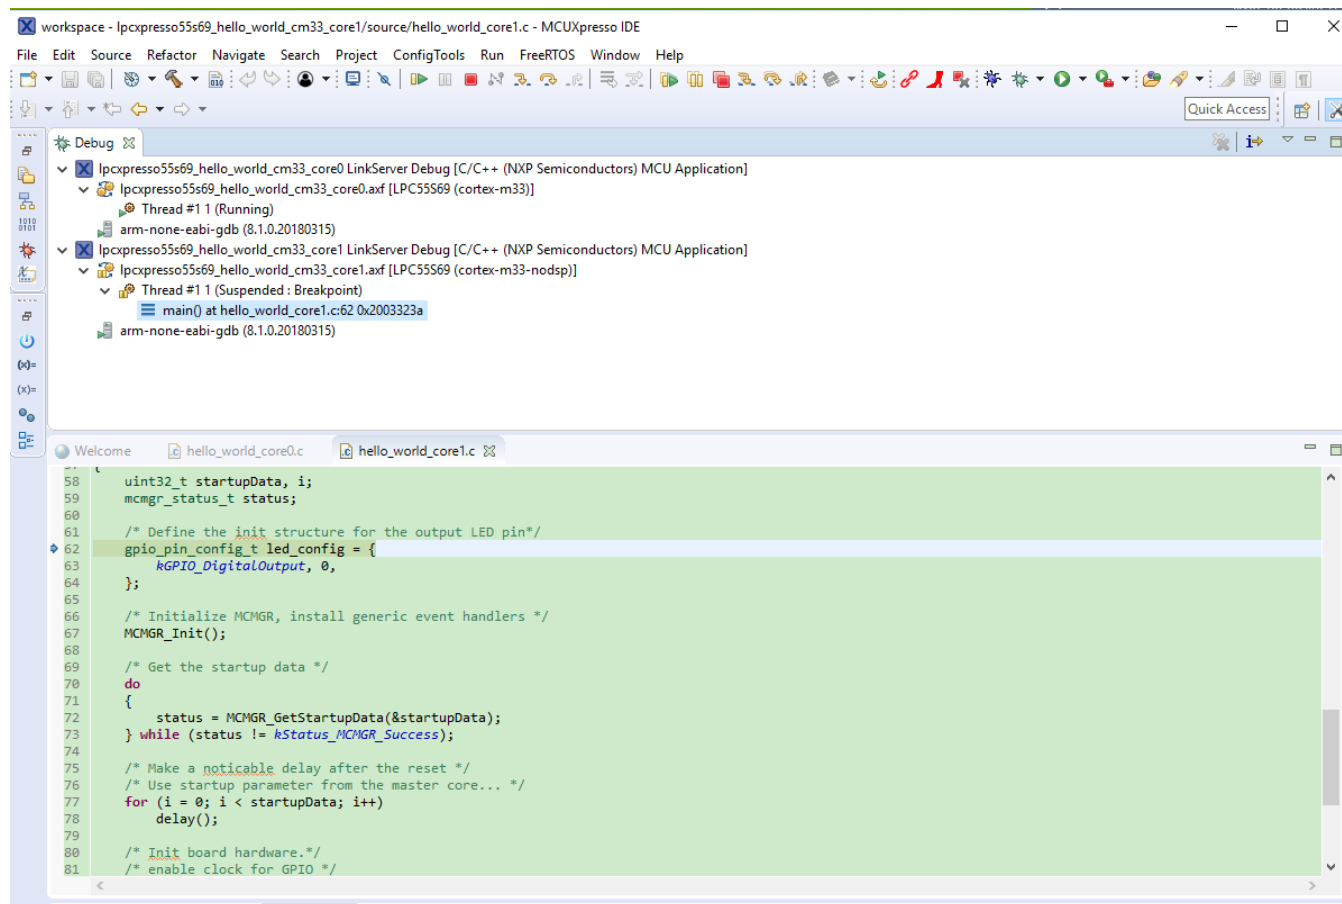 workspace - lpcxpresso55s69_hello_world_cm33_core1/source/hello_world_core1.c - MCUXpresso IDE
File Edit Source Refactor Navigate Search Project ConfigTools Run FreeRTOS Window Help
Quick Access
Debug
lpcxpresso55s69_hello_world_cm33_core0 LinkServer Debug [C/C++ (NXP Semiconductors) MCU Application]
lpcxpresso55s69_hello_world_cm33_core0.axf [LPC55S69 (cortex-m33)]
Thread #1 1 (Running)
arm-none-eabi-gdb (8.1.0.20180315)
lpcxpresso55s69_hello_world_cm33_core1 LinkServer Debug [C/C++ (NXP Semiconductors) MCU Application]
lpcxpresso55s69_hello_world_cm33_core1.axf [LPC55S69 (cortex-m33-nodsp)]
Thread #1 1 (Suspended : Breakpoint)
main() at hello_world_core1.c:62 0x2003323a
arm-none-eabi-gdb (8.1.0.20180315)
(x)=
(x)=
Welcome hello_world_core0.c hello_world_core1.c
58 uint32_t startupData, i;
59 mcmgr_status_t status;
60
61 /* Define the init structure for the output LED pin*/
62 gpio_pin_config_t led_config = {
63 kGPIO_DigitalOutput, 0,
64 };
65
66 /* Initialize MCMGR, install generic event handlers */
67 MCMGR_Init();
68
69 /* Get the startup data */
70 do
71 {
72 status = MCMGR_GetStartupData(&startupData);
73 } while (status != kStatus_MCMGR_Success);
74
75 /* Make a noticable delay after the reset */
76 /* Use startup parameter from the master core... */
77 for (i = 0; i < startupData; i++)
78 delay();
79
80 /* Init board hardware.*/
81 /* enable clock for GPIO */